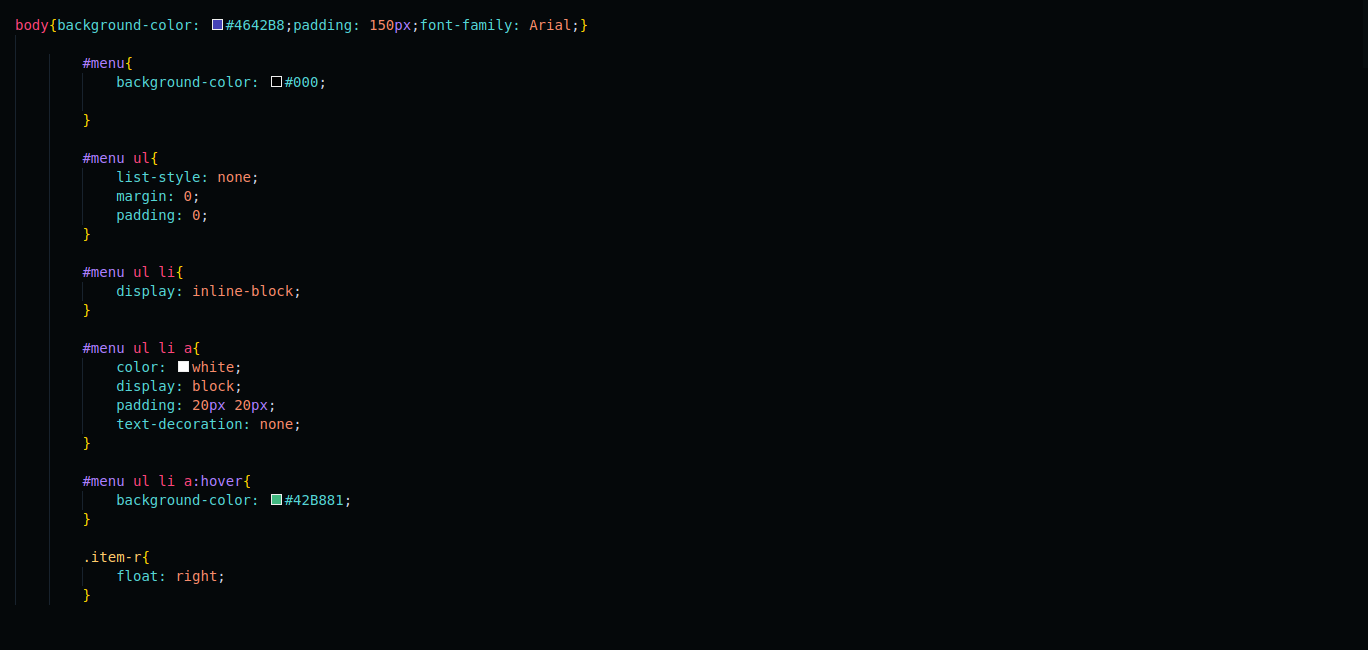 body{background-color: #4642B8;padding: 150px;font-family: Arial;}
#menu{
background-color: #000;
}
#menu ul{
list-style: none;
margin: 0;
padding: 0;
}
#menu ul li{
display: inline-block;
}
#menu ul li a{
color: white;
display: block;
padding: 20px 20px;
text-decoration: none;
}
#menu ul li a:hover{
background-color: #42B881;
}
.item-r{
float: right;
}